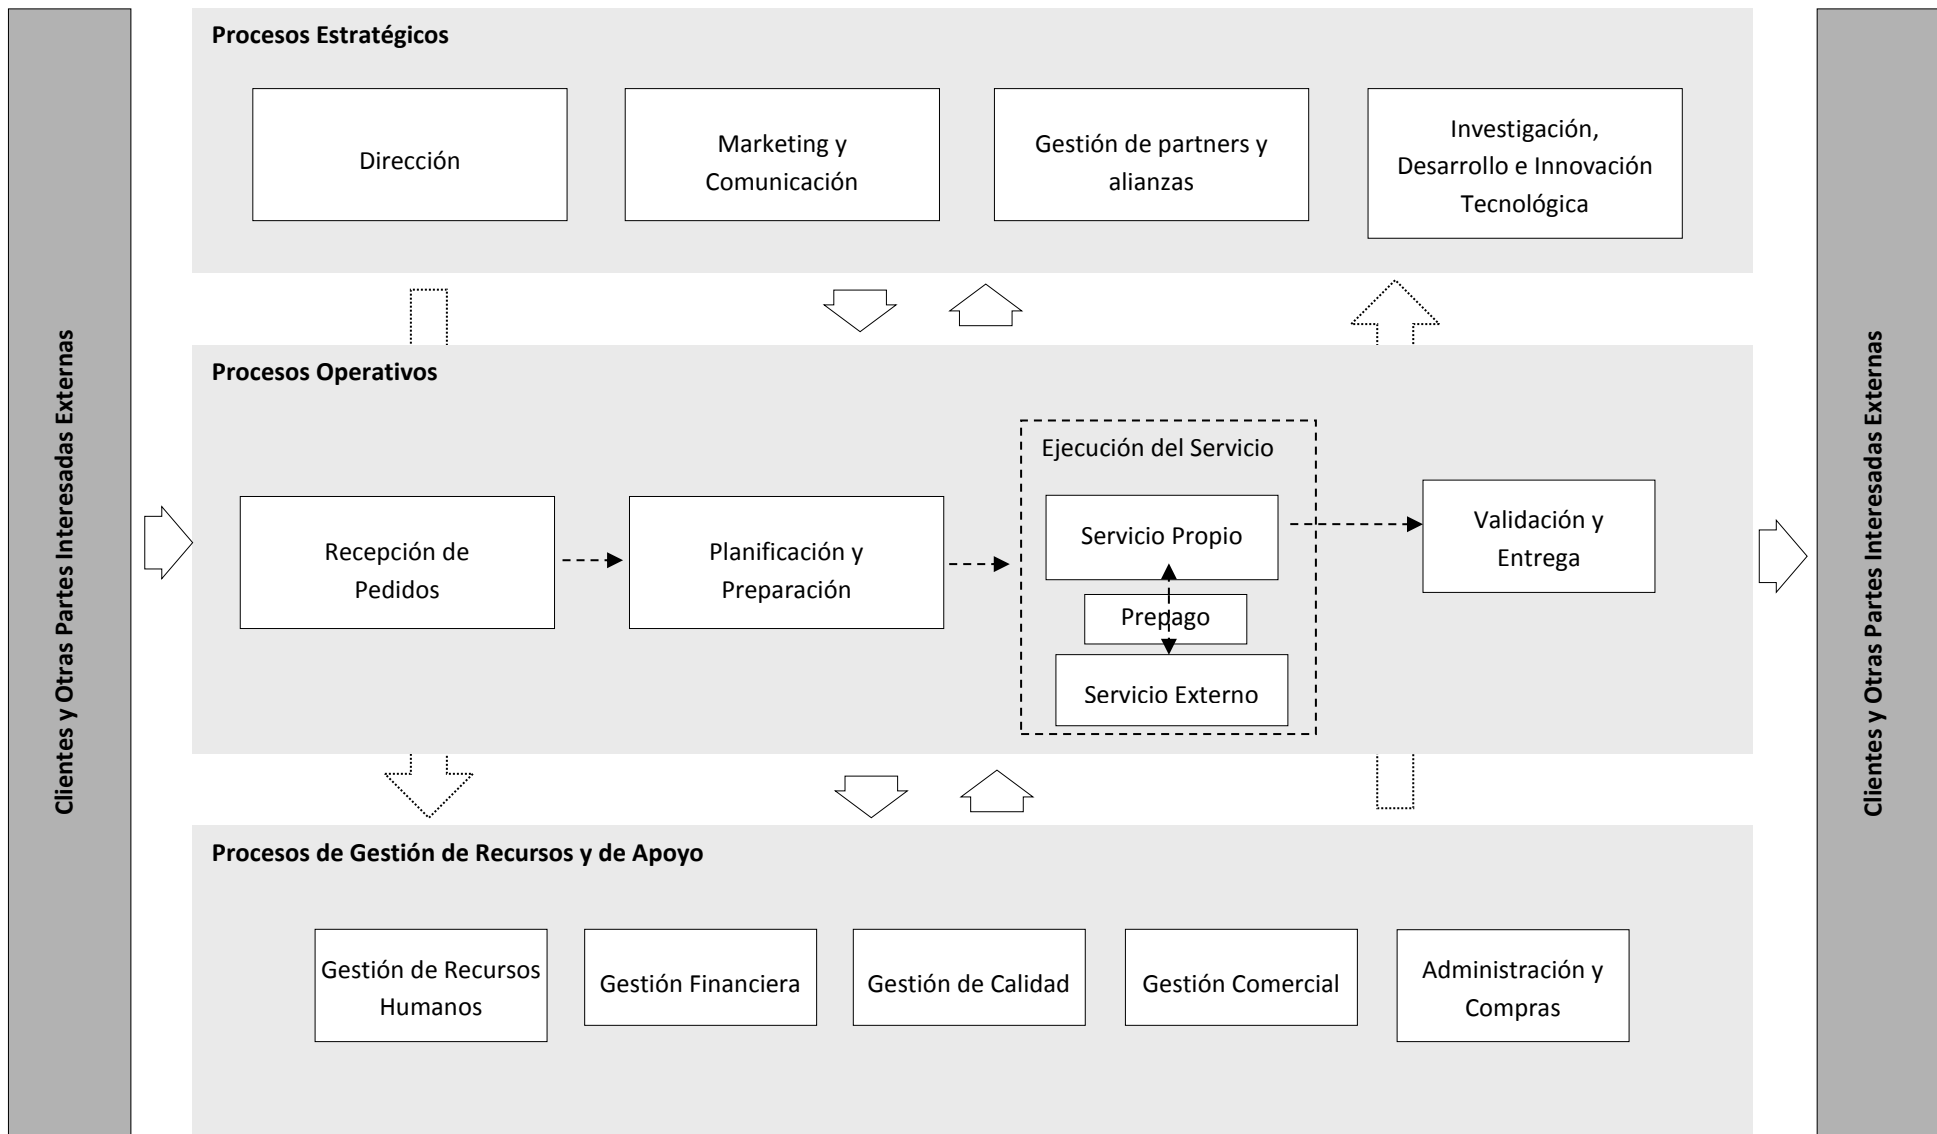 Clientes y Otras Partes Interesadas Externas
Procesos Estratégicos
Dirección
Marketing y
Comunicación
Gestión de partners y
alianzas
Investigación,
Desarrollo e Innovación
Tecnológica
Procesos Operativos
Recepción de
Pedidos
Planificación y
Preparación
Ejecución del Servicio
Servicio Propio
Prepago
Servicio Externo
Validación y
Entrega
Procesos de Gestión de Recursos y de Apoyo
Gestión de Recursos
Humanos
Gestión Financiera
Gestión de Calidad
Gestión Comercial
Administración y
Compras
Clientes y Otras Partes Interesadas Externas